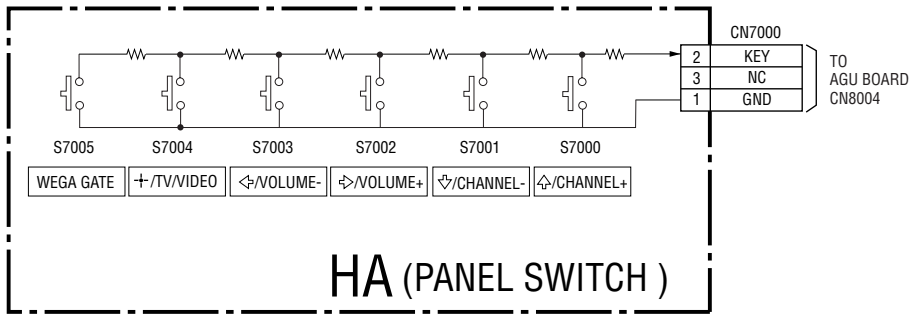 CN7000
2 KEY
3 NC
1 GND
TO
AGU BOARD
CN8004
S7005 S7004 S7003 S7002 S7001 S7000
WEGA GATE -+-/TV/VIDEO /VOLUME- /VOLUME+ /CHANNEL- /CHANNEL+
HA (PANEL SWITCH )